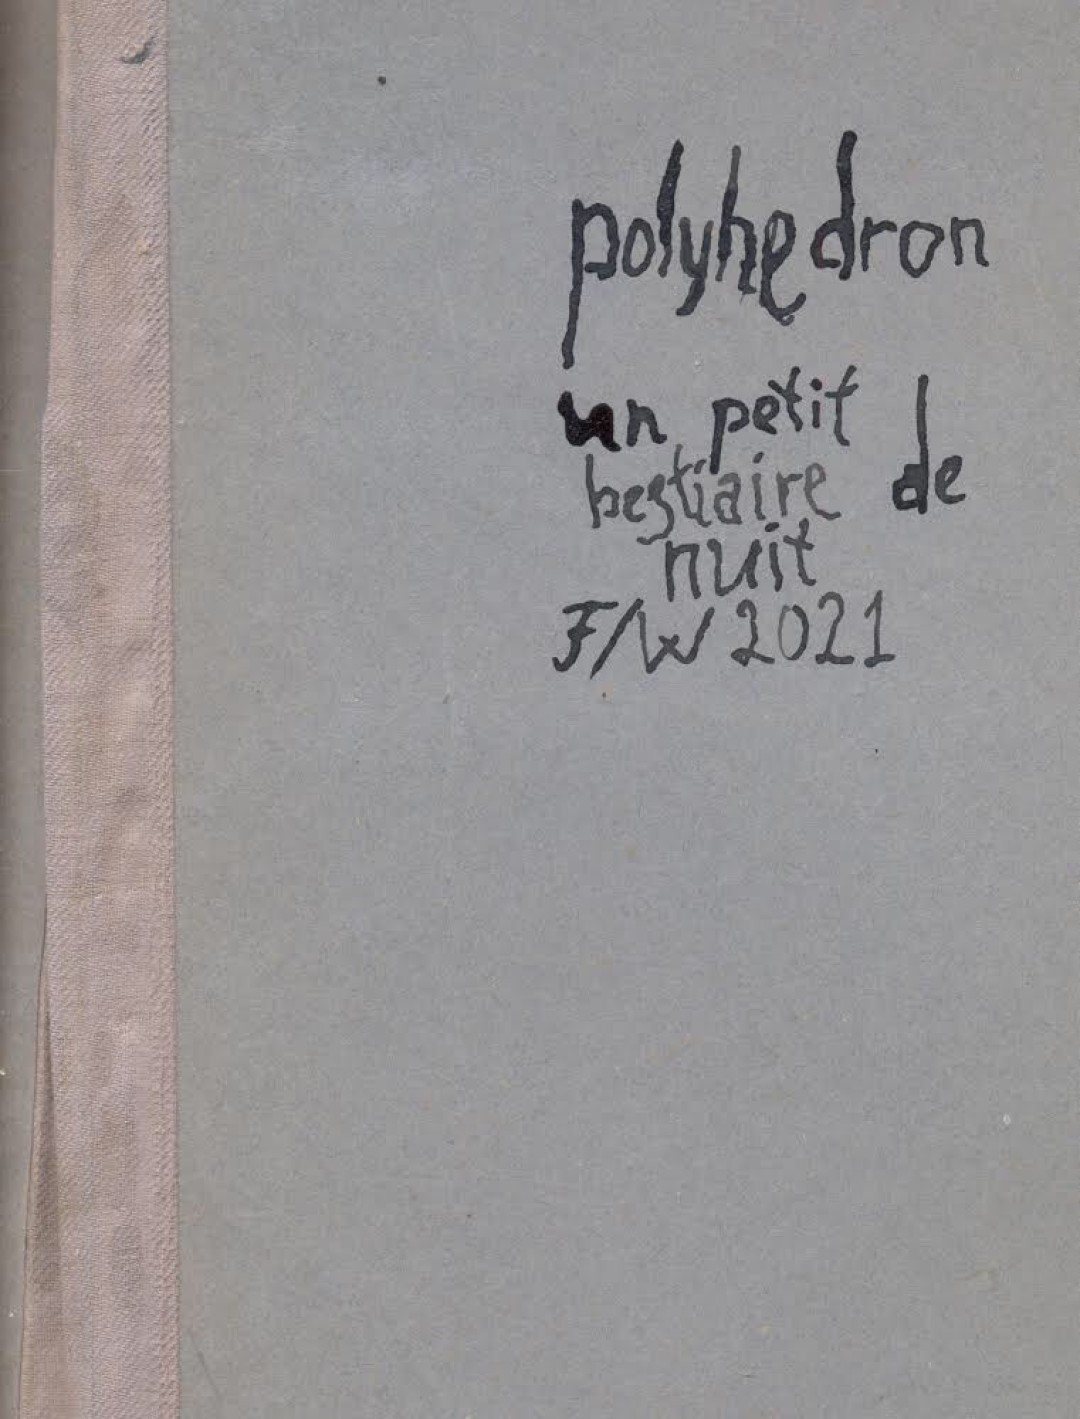 polyhedron
un petit
bestiaire de
nuit
F/W 2021